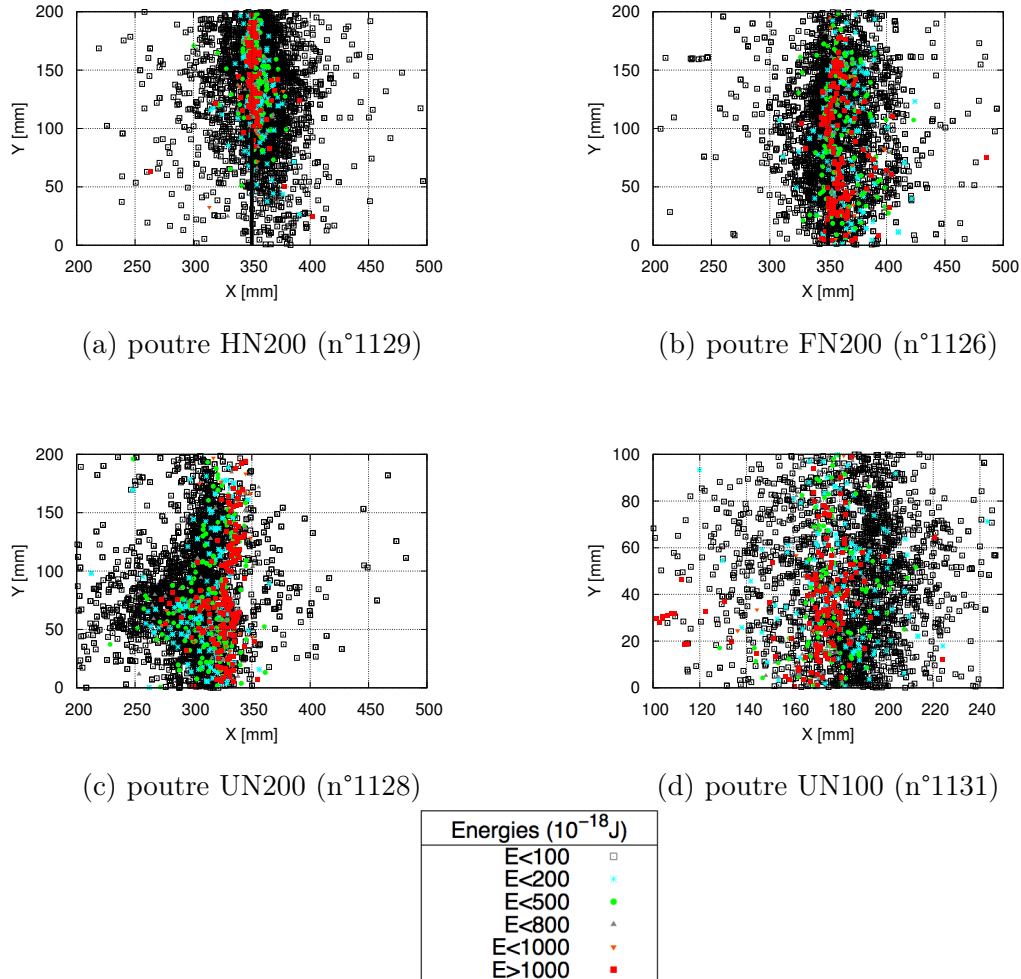 200
150
100
50
0
Y [mm]
200 250 300 350 400 450 500
X [mm]
(a) poutre HN200 (n°1129)
200
150
100
50
0
Y [mm]
200 250 300 350 400 450 500
X [mm]
(b) poutre FN200 (n°1126)
200
150
100
50
0
Y [mm]
200 250 300 350 400 450 500
X [mm]
(c) poutre UN200 (n°1128)
100
80
60
40
20
0
Y [mm]
100 120 140 160 180 200 220 240
X [mm]
(d) poutre UN100 (n°1131)
Energies (10⁻¹⁸J)
E<100
E<200
E<500
E<800
E<1000
E>1000